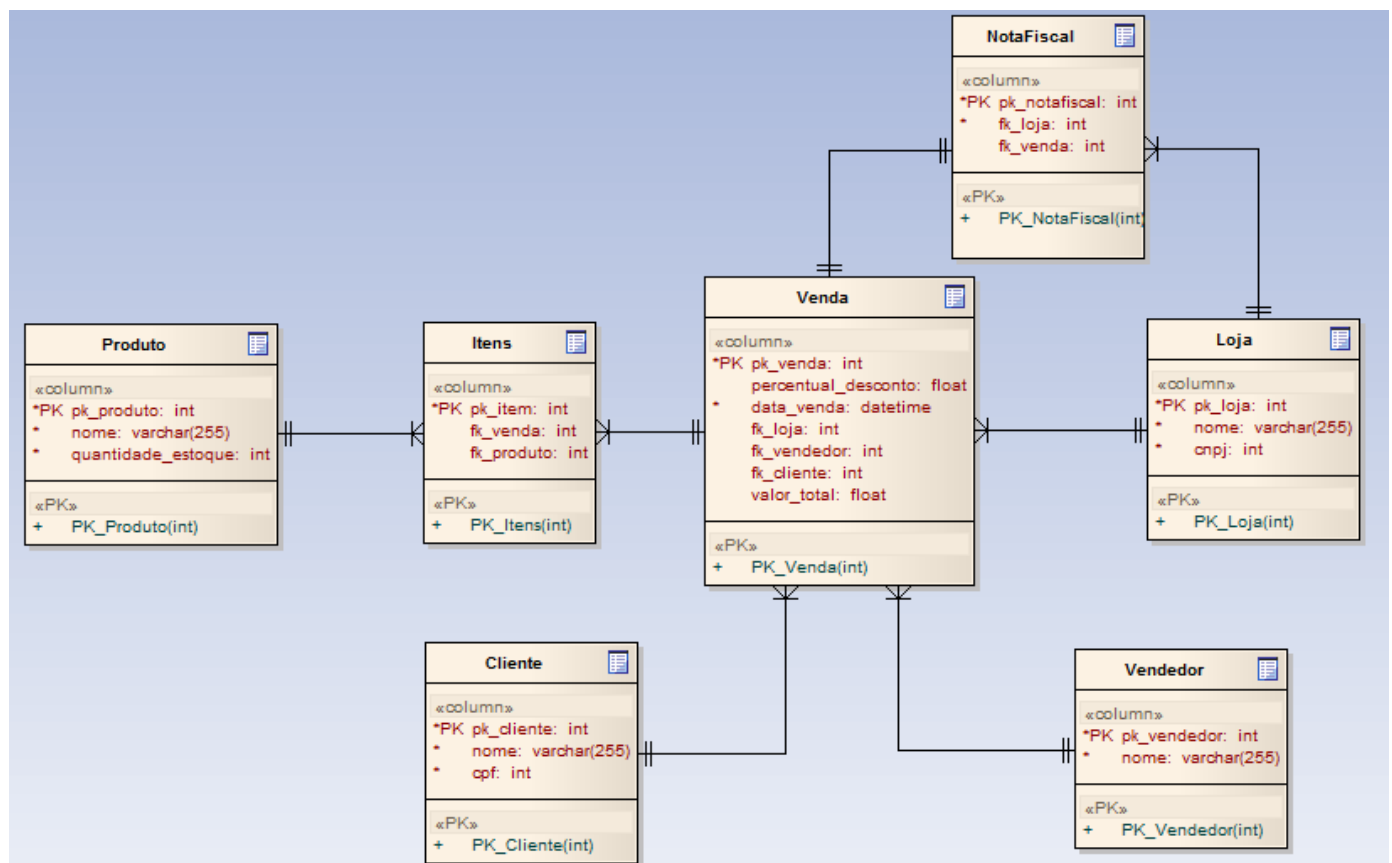 NotaFiscal
«column»
*PK pk_notafiscal: int
* fk_loja: int
fk_venda: int
«PK»
+ PK_NotaFiscal(int)
Produto
«column»
*PK pk_produto: int
* nome: varchar(255)
* quantidade_estoque: int
«PK»
+ PK_Produto(int)
Itens
«column»
*PK pk_item: int
fk_venda: int
fk_produto: int
«PK»
+ PK_Itens(int)
Venda
«column»
*PK pk_venda: int
percentual_desconto: float
* data_venda: datetime
fk_loja: int
fk_vendedor: int
fk_cliente: int
valor_total: float
«PK»
+ PK_Venda(int)
Loja
«column»
*PK pk_loja: int
* nome: varchar(255)
* cnpj: int
«PK»
+ PK_Loja(int)
Cliente
«column»
*PK pk_cliente: int
* nome: varchar(255)
* cpf: int
«PK»
+ PK_Cliente(int)
Vendedor
«column»
*PK pk_vendedor: int
* nome: varchar(255)
«PK»
+ PK_Vendedor(int)